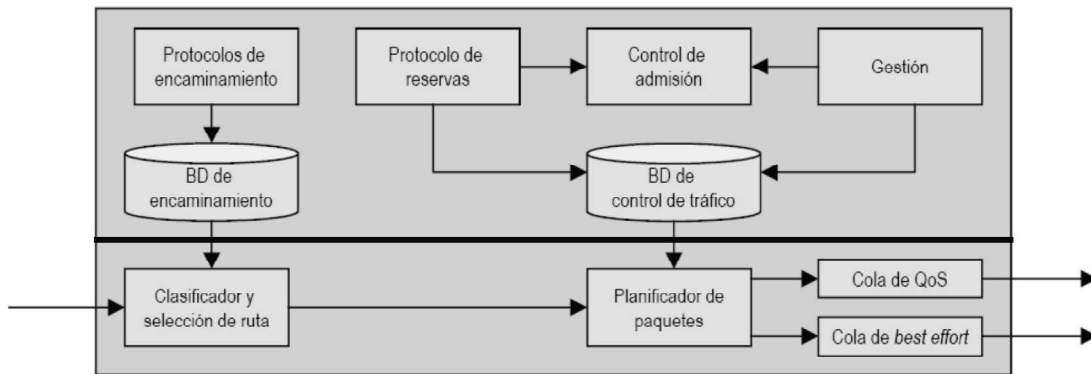 Protocolos de
encaminamiento
Protocolo de
reservas
Control de
admisión
Gestión
BD de
encaminamiento
BD de
control de tráfico
Clasificador y
selección de ruta
Planificador de
paquetes
Cola de QoS
Cola de best effort